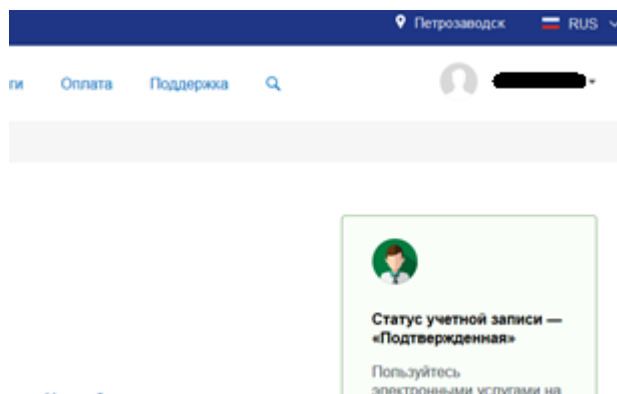 Петрозаводск RUS
ги Оплата Поддержка
Статус учетной записи —
«Подтвержденная»
Пользуйтесь
электронными услугами на